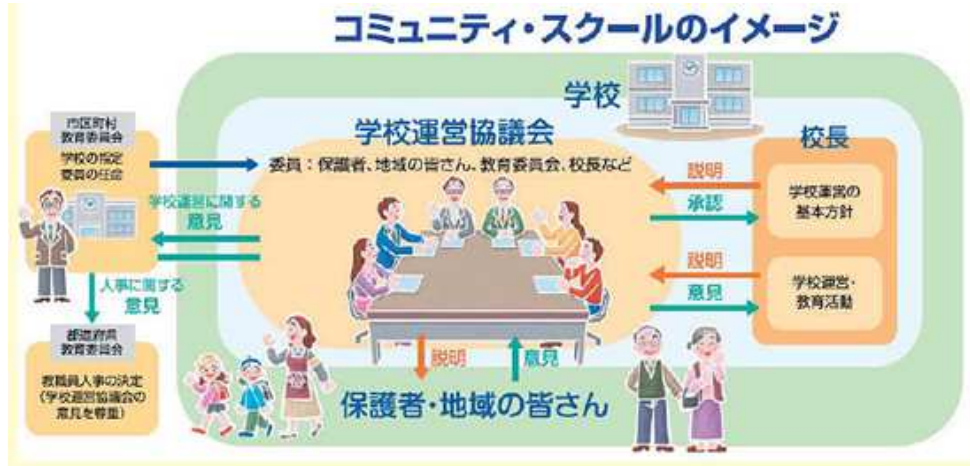 コミュニティ・スクールのイメージ
学校
市区町村
教育委員会
学校の指定
委員の任命
学校運営協議会
委員：保護者、地域の皆さん、教育委員会、校長など
校長
説明
承認
学校運営の
基本方針
説明
意見
学校運営・
教育活動
学校運営に関する
意見
人事に関する
意見
都道府県
教育委員会
教職員人事の決定
(学校運営協議会の
意見を尊重)
説明
意見
保護者・地域の皆さん